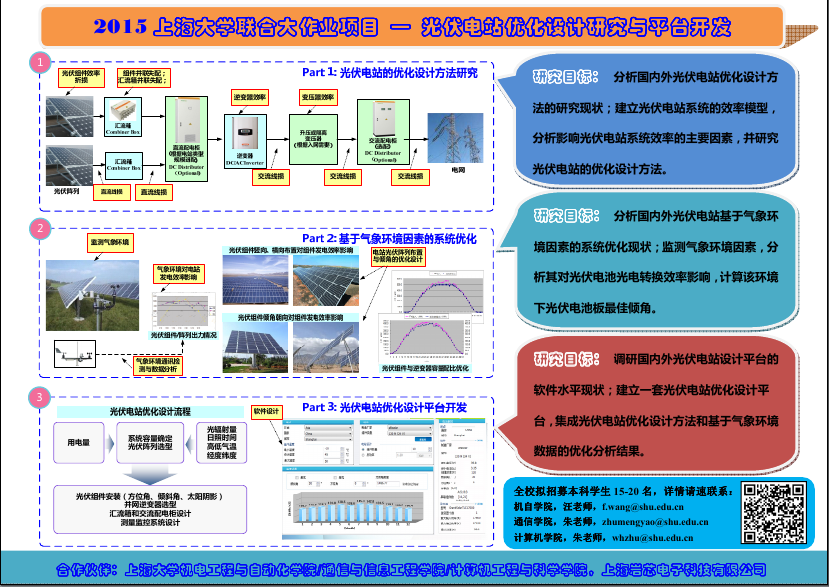 2015 上海大学联合大作业项目 — 光伏电站优化设计研究与平台开发
1
Part 1: 光伏电站的优化设计方法研究
光伏组件效率
折损
组件并联失配；
汇流箱并联失配；
逆变器效率
变压器效率
汇流箱
Combiner Box
汇流箱
Combiner Box
直流配电柜
(根据电站类型
规模选配)
DC Distributor
(Optional)
逆变器
DC/AC Inverter
升压或隔离
变压器
(根据入网需要)
交流配电柜
(选配)
DC Distributor
(Optional)
电网
光伏阵列
直流线损
直流线损
交流线损
交流线损
交流线损
研究目标： 分析国内外光伏电站优化设计方
法的研究现状；建立光伏电站系统的效率模型，
分析影响光伏电站系统效率的主要因素，并研究
光伏电站的优化设计方法。
2
Part 2: 基于气象环境因素的系统优化
监测气象环境
光伏组件竖向、横向布置对组件发电效率影响
电站光伏阵列布置
与倾角的优化设计
气象环境对电站
发电效率影响
光伏组件倾角朝向对组件发电效率影响
光伏组件/阵列出力情况
气象环境通讯检
测与数据分析
光伏组件与逆变器容量配比优化
研究目标： 分析国内外光伏电站基于气象环
境因素的系统优化现状；监测气象环境因素，分
析其对光伏电池光电转换效率影响，计算该环境
下光伏电池板最佳倾角。
3
Part 3: 光伏电站优化设计平台开发
光伏电站优化设计流程
软件设计
用电量
系统容量确定
光伏阵列选型
光辐射量
日照时间
高低气温
经度纬度
光伏组件安装（方位角、倾斜角、太阳阴影）
并网逆变器选型
汇流箱和交流配电柜设计
测量监控系统设计
研究目标： 调研国内外光伏电站设计平台的
软件水平现状；建立一套光伏电站优化设计平
台，集成光伏电站优化设计方法和基于气象环境
数据的优化分析结果。
全校拟招募本科学生 15-20 名，详情请速联系：
机自学院，汪老师，f.wang@shu.edu.cn
通信学院，朱老师，zhumengyao@shu.edu.cn
计算机学院，朱老师，whzhu@shu.edu.cn
合作伙伴：上海大学机电工程与自动化学院/通信与信息工程学院/计算机工程与科学学院，上海岩芯电子科技有限公司